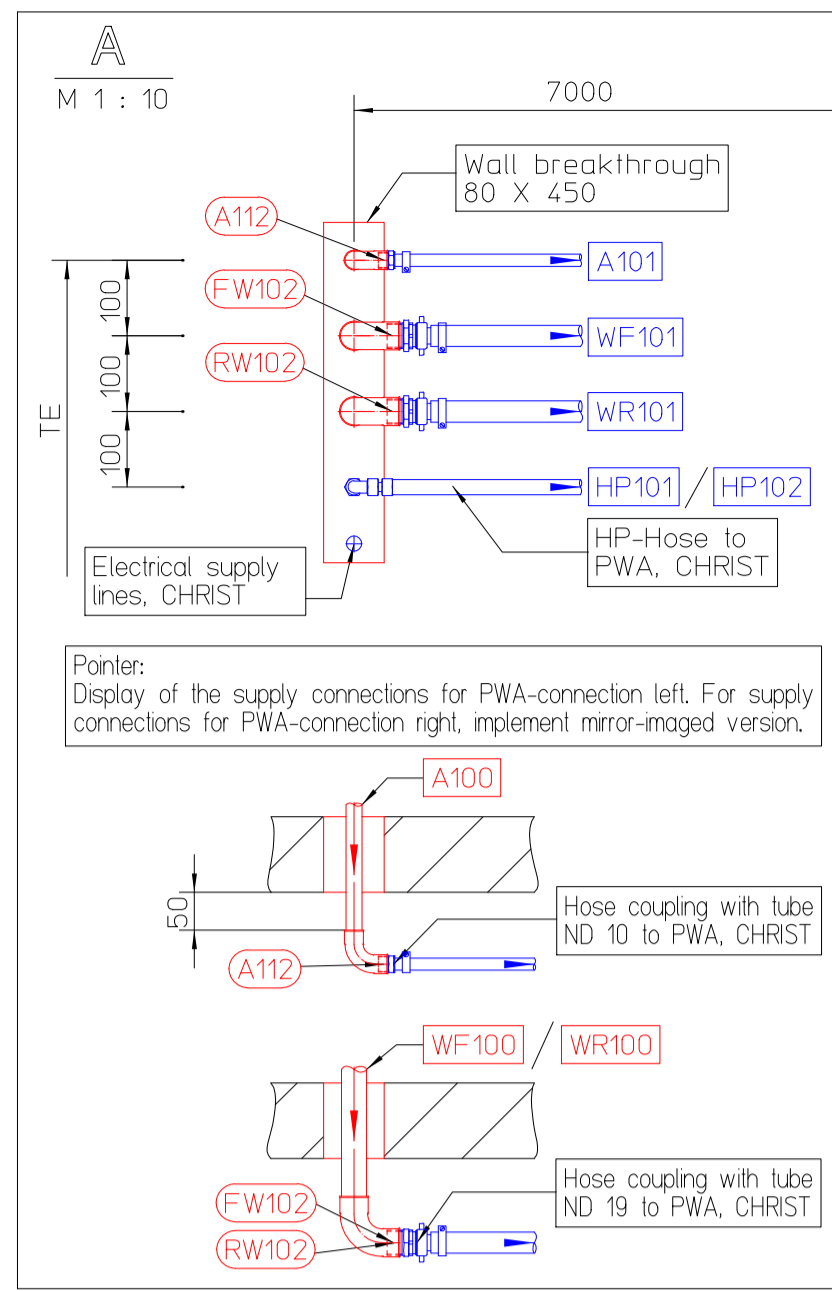 A
M 1 : 10
7000
Wall breakthrough
80 X 450
A112
A101
FW102
WF101
RW102
WR101
100
100
100
TE
HP101 / HP102
HP-Hose to
PWA, CHRIST
Electrical supply
lines, CHRIST
Pointer:
Display of the supply connections for PWA-connection left. For supply
connections for PWA-connection right, implement mirror-imaged version.
A100
50
Hose coupling with tube
ND 10 to PWA, CHRIST
A112
WF100 / WR100
Hose coupling with tube
ND 19 to PWA, CHRIST
FW102
RW102